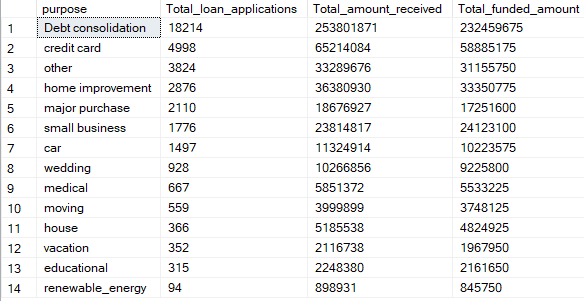 purpose Total_loan_applications Total_amount_received Total_funded_amount
1 Debt consolidation 18214 253801871 232459675
2 credit card 4998 65214084 58885175
3 other 3824 33289676 31155750
4 home improvement 2876 36380930 33350775
5 major purchase 2110 18676927 17251600
6 small business 1776 23814817 24123100
7 car 1497 11324914 10223575
8 wedding 928 10266856 9225800
9 medical 667 5851372 5533225
10 moving 559 3999899 3748125
11 house 366 5185538 4824925
12 vacation 352 2116738 1967950
13 educational 315 2248380 2161650
14 renewable_energy 94 898931 845750